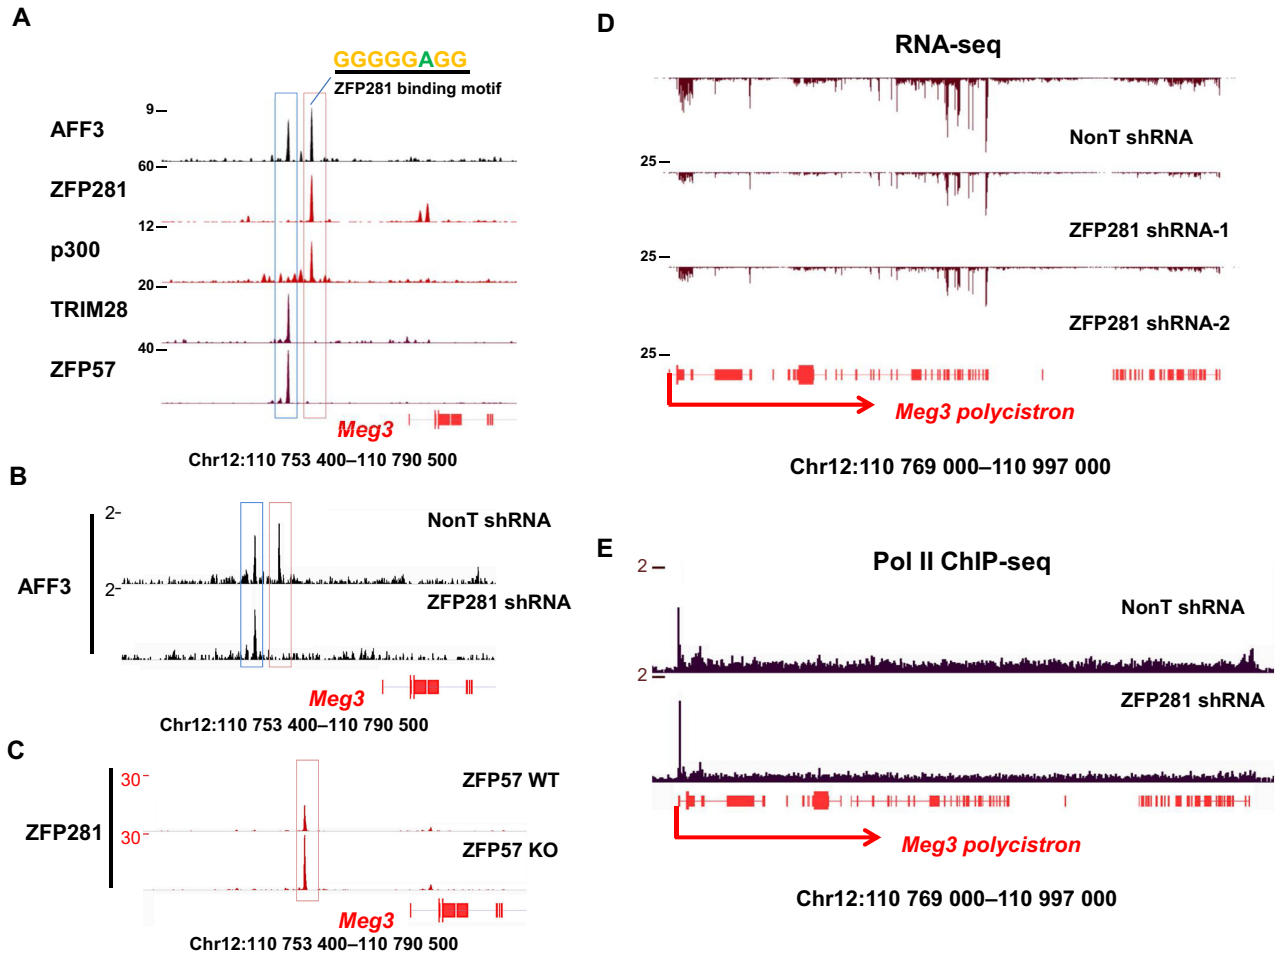 A
GGGGGAGG
ZFP281 binding motif
9
AFF3
60
ZFP281
12
p300
20
TRIM28
40
ZFP57
Meg3
Chr12:110 753 400–110 790 500
B
2
NonT shRNA
AFF3
2
ZFP281 shRNA
Meg3
Chr12:110 753 400–110 790 500
C
30
ZFP57 WT
ZFP281
30
ZFP57 KO
Meg3
Chr12:110 753 400–110 790 500
D
RNA-seq
NonT shRNA
25
ZFP281 shRNA-1
25
ZFP281 shRNA-2
25
Meg3 polycistron
Chr12:110 769 000–110 997 000
E
Pol II ChIP-seq
2
NonT shRNA
2
ZFP281 shRNA
Meg3 polycistron
Chr12:110 769 000–110 997 000